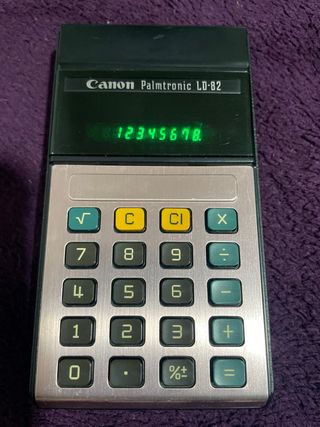 Canon Palmtronic LD-82
12345678.
√ C CI ×
7 8 9 ÷
4 5 6 −
1 2 3 +
0 · %± =